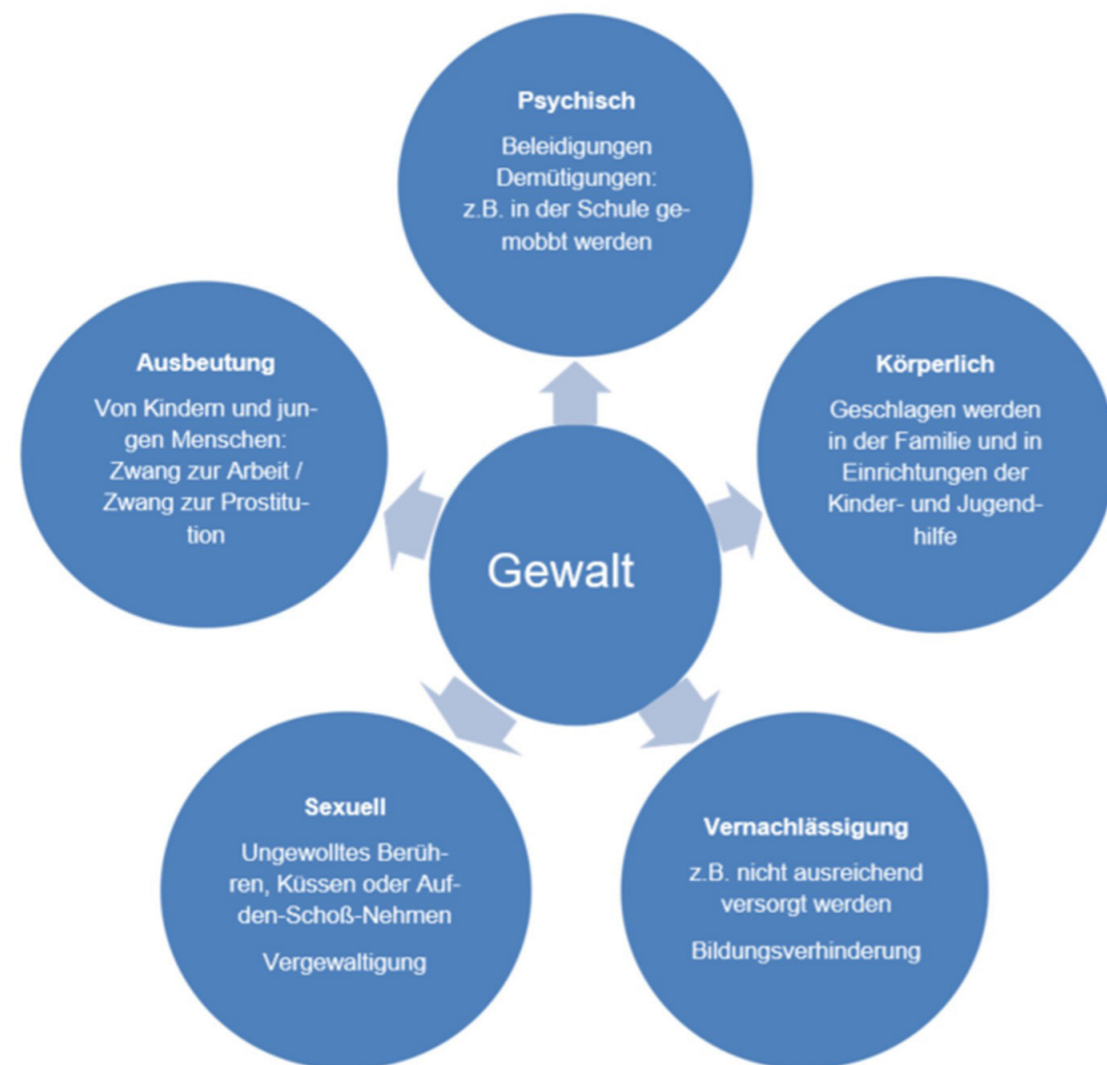 Psychisch
Beleidigungen
Demütigungen:
z.B. in der Schule ge-
mobbt werden
Ausbeutung
Von Kindern und jun-
gen Menschen:
Zwang zur Arbeit /
Zwang zur Prostitu-
tion
Körperlich
Geschlagen werden
in der Familie und in
Einrichtungen der
Kinder- und Jugend-
hilfe
Gewalt
Sexuell
Ungewolltes Berüh-
ren, Küssen oder Auf-
den-Schoß-Nehmen
Vergewaltigung
Vernachlässigung
z.B. nicht ausreichend
versorgt werden
Bildungsverhinderung